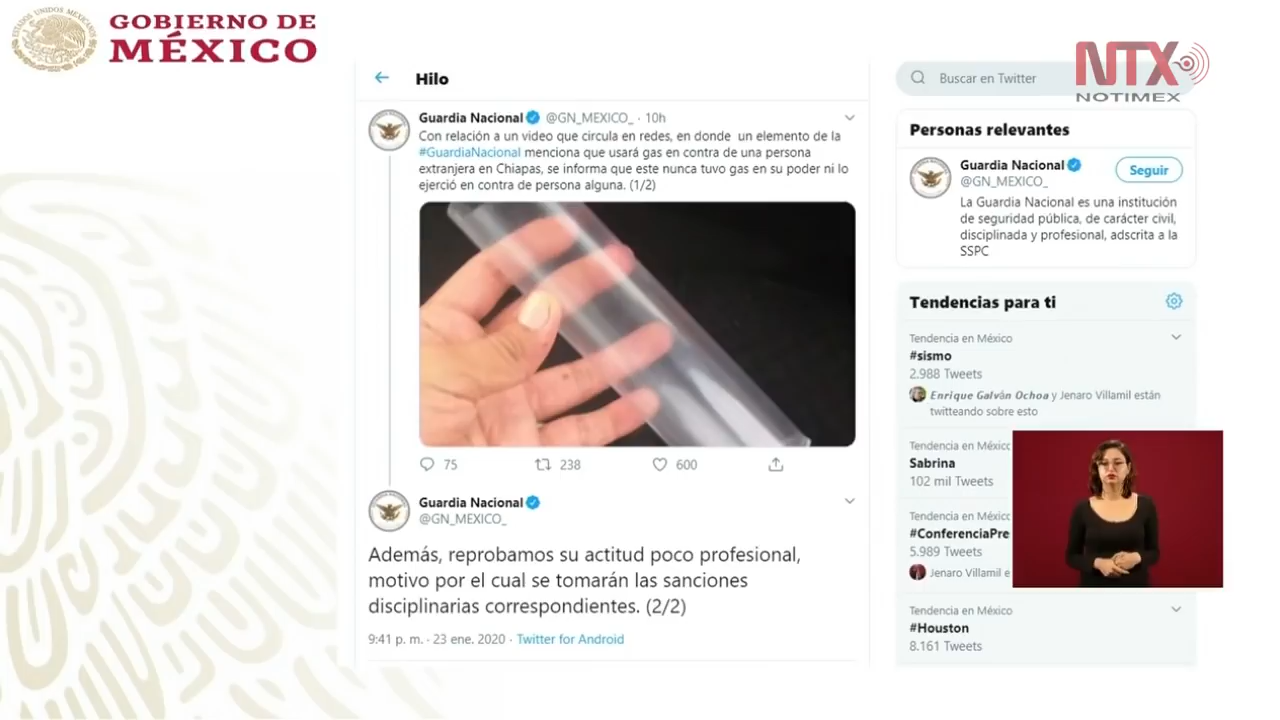 GOBIERNO DE
MÉXICO
NTX
NOTIMEX
Hilo
Guardia Nacional @GN_MEXICO_ · 10h
Con relación a un video que circula en redes, en donde un elemento de la
#GuardiaNacional menciona que usará gas en contra de una persona
extranjera en Chiapas, se informa que este nunca tuvo gas en su poder ni lo
ejerció en contra de persona alguna. (1/2)
75 238 600
Guardia Nacional
@GN_MEXICO_
Además, reprobamos su actitud poco profesional,
motivo por el cual se tomarán las sanciones
disciplinarias correspondientes. (2/2)
9:41 p. m. · 23 ene. 2020 · Twitter for Android
Buscar en Twitter
Personas relevantes
Guardia Nacional
@GN_MEXICO_
Seguir
La Guardia Nacional es una institución
de seguridad pública, de carácter civil,
disciplinada y profesional, adscrita a la
SSPC
Tendencias para ti
Tendencia en México
#sismo
2.988 Tweets
Enrique Galván Ochoa y Jenaro Villamil están
twitteando sobre esto
Tendencia en México
Sabrina
102 mil Tweets
Tendencia en México
#ConferenciaPre
5.989 Tweets
Jenaro Villamil e
Tendencia en México
#Houston
8.161 Tweets